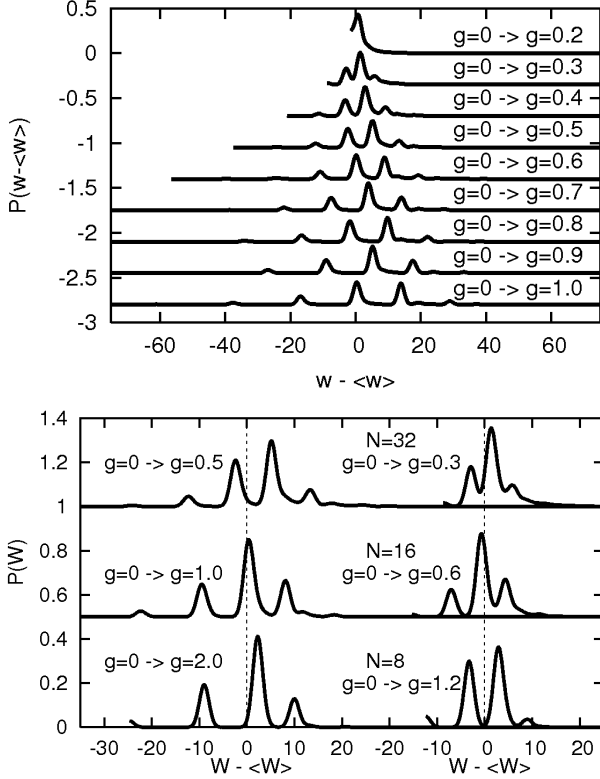 0.5
0
-0.5
-1
-1.5
-2
-2.5
-3
P(w-<w>)
g=0 -> g=0.2
g=0 -> g=0.3
g=0 -> g=0.4
g=0 -> g=0.5
g=0 -> g=0.6
g=0 -> g=0.7
g=0 -> g=0.8
g=0 -> g=0.9
g=0 -> g=1.0
-60 -40 -20 0 20 40 60
w - <w>
1.4
1.2
1
0.8
0.6
0.4
0.2
0
P(W)
N=32
g=0 -> g=0.5 g=0 -> g=0.3
N=16
g=0 -> g=1.0 g=0 -> g=0.6
g=0 -> g=2.0 N=8
g=0 -> g=1.2
-30 -20 -10 0 10 20 -10 0 10 20
W - <W> W - <W>